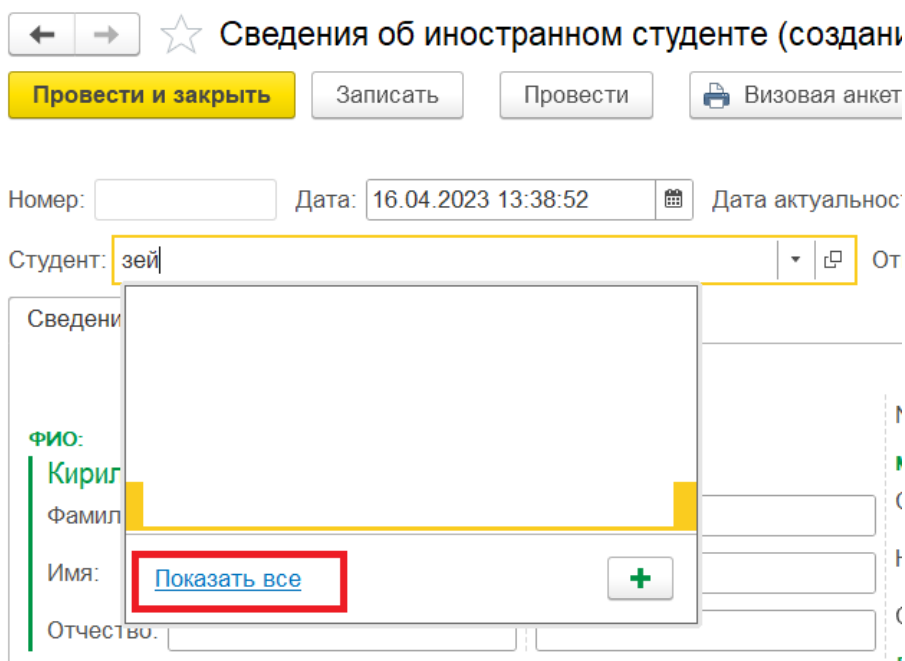 Сведения об иностранном студенте (создани
Провести и закрыть Записать Провести Визовая анкет
Номер: Дата: 16.04.2023 13:38:52 Дата актуальнос
Студент: зей От
Сведени
ФИО:
Кирил
Фамил
Показать все
Имя:
Отчество: